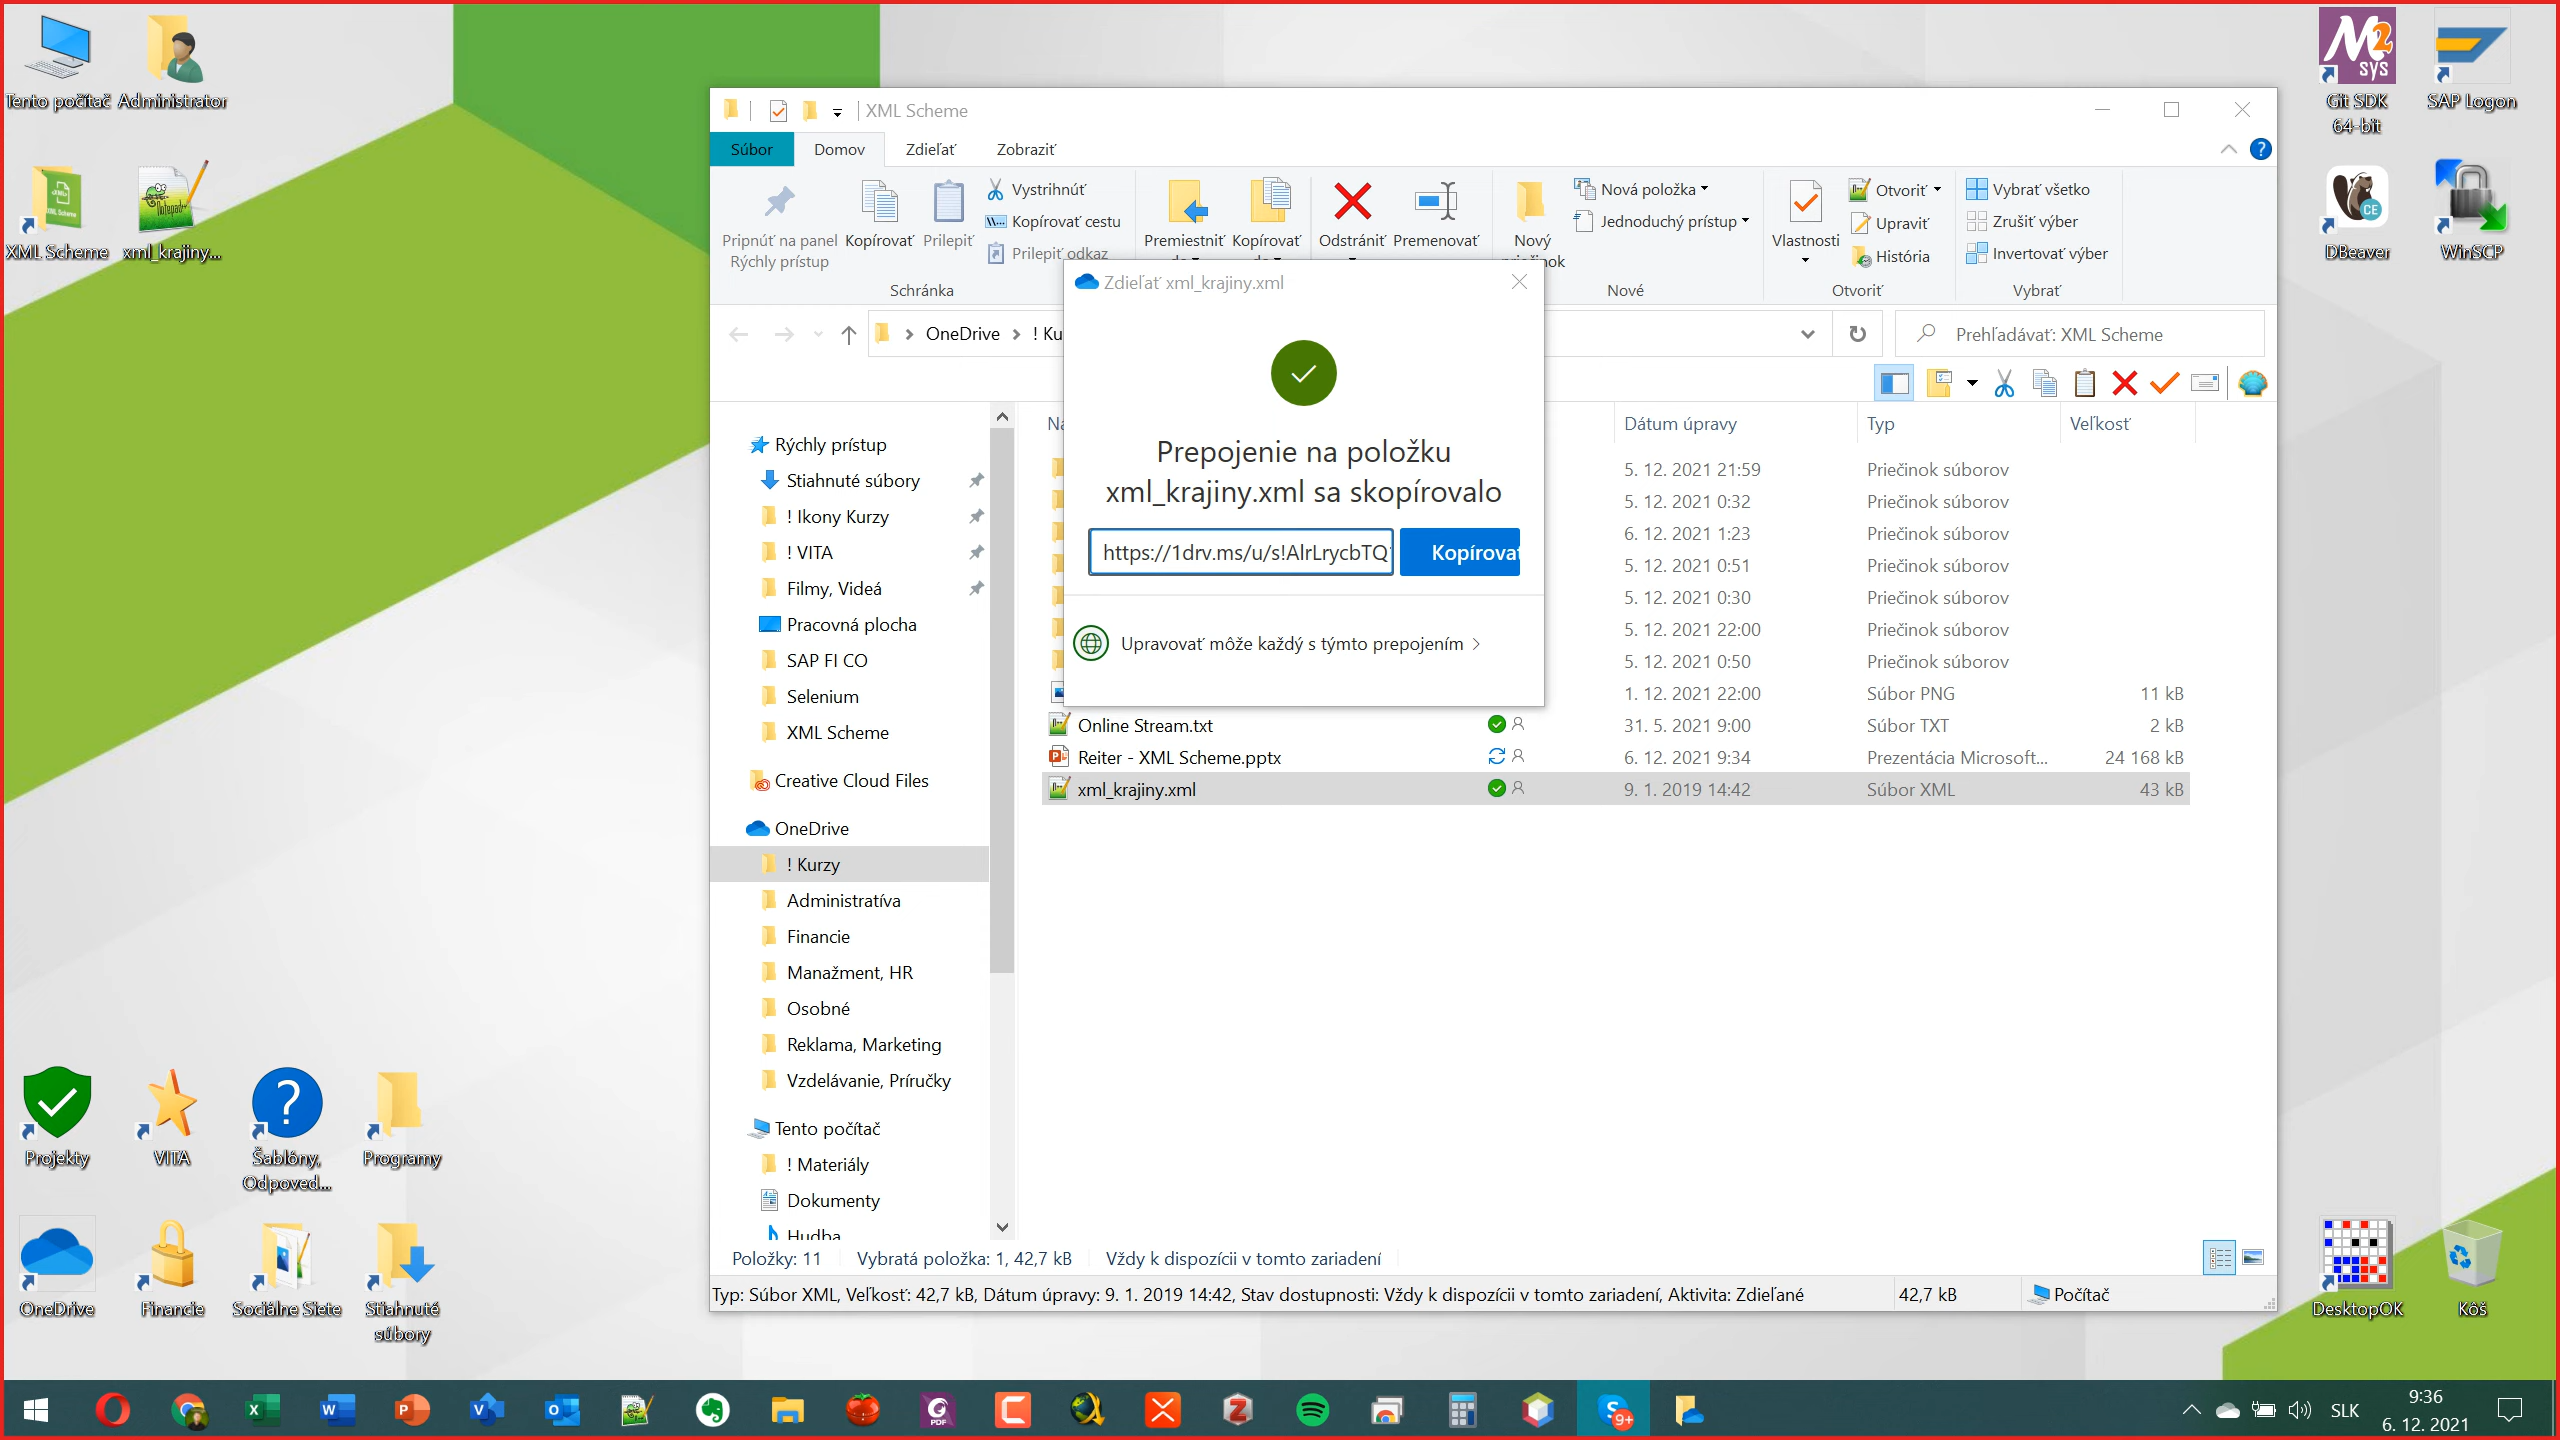 Tento počítač
Administrator
XML Scheme
xml_krajiny...
Git SDK
64-bit
SAP Logon
DBeaver
WinSCP
XML Scheme
Súbor
Domov
Zdieľať
Zobraziť
Pripnúť na panel
Rýchly prístup
Kopírovať
Prilepiť
Vystrihnúť
Kopírovať cestu
Prilepiť odkaz
Schránka
Premiestniť
Kopírovať
Odstrániť
Premenovať
Nový
Nová položka
Jednoduchý prístup
Nové
Vlastnosti
Otvoriť
Upraviť
História
Otvoriť
Vybrať všetko
Zrušiť výber
Invertovať výber
Vybrať
OneDrive
! Ku
Prehľadávať: XML Scheme
Zdieľať xml_krajiny.xml
Prepojenie na položku
xml_krajiny.xml sa skopírovalo
https://1drv.ms/u/s!AlrLrycbTQ
Kopírovať
Upravovať môže každý s týmto prepojením
Dátum úpravy
Typ
Veľkosť
5. 12. 2021 21:59 Priečinok súborov
5. 12. 2021 0:32 Priečinok súborov
6. 12. 2021 1:23 Priečinok súborov
5. 12. 2021 0:51 Priečinok súborov
5. 12. 2021 0:30 Priečinok súborov
5. 12. 2021 22:00 Priečinok súborov
5. 12. 2021 0:50 Priečinok súborov
1. 12. 2021 22:00 Súbor PNG 11 kB
Online Stream.txt 31. 5. 2021 9:00 Súbor TXT 2 kB
Reiter - XML Scheme.pptx 6. 12. 2021 9:34 Prezentácia Microsoft... 24 168 kB
xml_krajiny.xml 9. 1. 2019 14:42 Súbor XML 43 kB
Rýchly prístup
Stiahnuté súbory
! Ikony Kurzy
! VITA
Filmy, Videá
Pracovná plocha
SAP FI CO
Selenium
XML Scheme
Creative Cloud Files
OneDrive
! Kurzy
Administratíva
Financie
Manažment, HR
Osobné
Reklama, Marketing
Vzdelávanie, Príručky
Tento počítač
! Materiály
Dokumenty
Hudba
Položky: 11
Vybratá položka: 1, 42,7 kB
Vždy k dispozícii v tomto zariadení
Typ: Súbor XML, Veľkosť: 42,7 kB, Dátum úpravy: 9. 1. 2019 14:42, Stav dostupnosti: Vždy k dispozícii v tomto zariadení, Aktivita: Zdieľané
42,7 kB
Počítač
Projekty
VITA
Šablóny,
Odpoved...
Programy
OneDrive
Financie
Sociálne Siete
Stiahnuté
súbory
DesktopOK
Kôš
SLK
9:36
6. 12. 2021